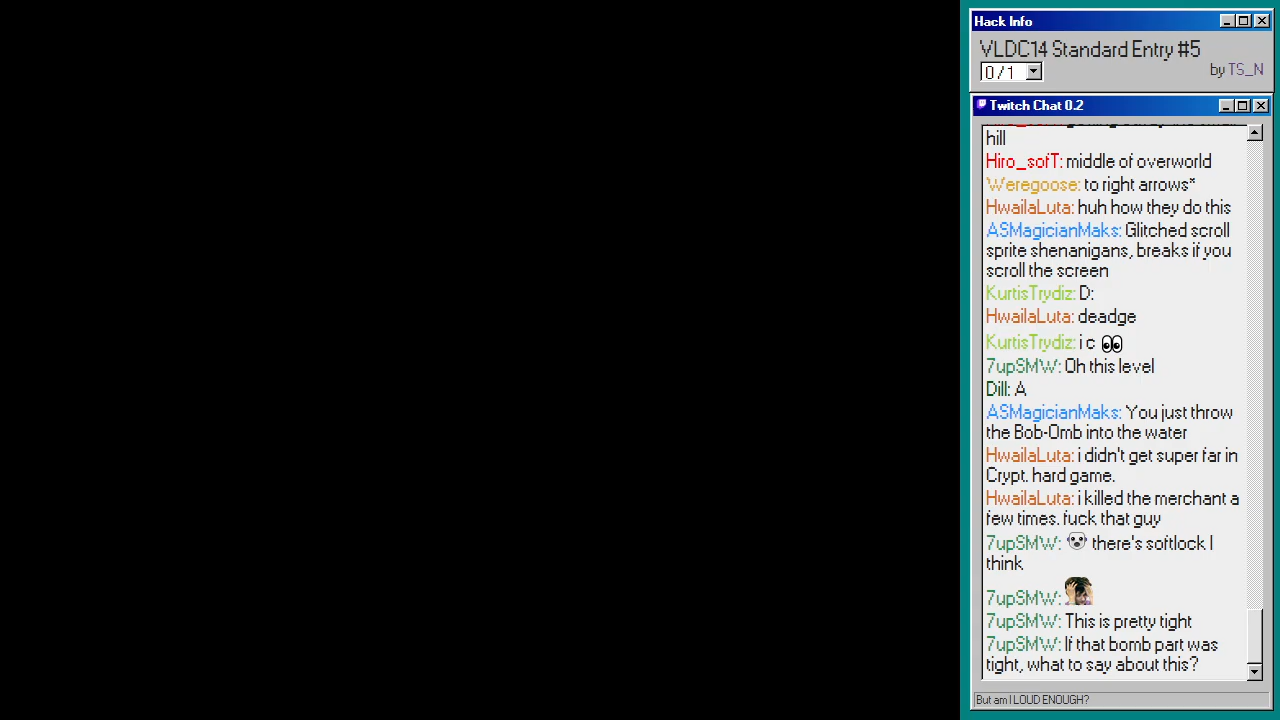 Hack Info
VLDC14 Standard Entry #5
0/1
by TS_N
Twitch Chat 0.2
hill
Hiro_sofT: middle of overworld
Weregoose: to right arrows*
HwailaLuta: huh how they do this
ASMagicianMaks: Glitched scroll
sprite shenanigans, breaks if you
scroll the screen
KurtisTrydiz: D:
HwailaLuta: deadge
KurtisTrydiz: i c 👀
7upSMW: Oh this level
Dill: A
ASMagicianMaks: You just throw
the Bob-Omb into the water
HwailaLuta: i didn't get super far in
Crypt. hard game.
HwailaLuta: i killed the merchant a
few times. fuck that guy
7upSMW: there's softlock I
think
7upSMW:
7upSMW: This is pretty tight
7upSMW: If that bomb part was
tight, what to say about this?
But am I LOUD ENOUGH?